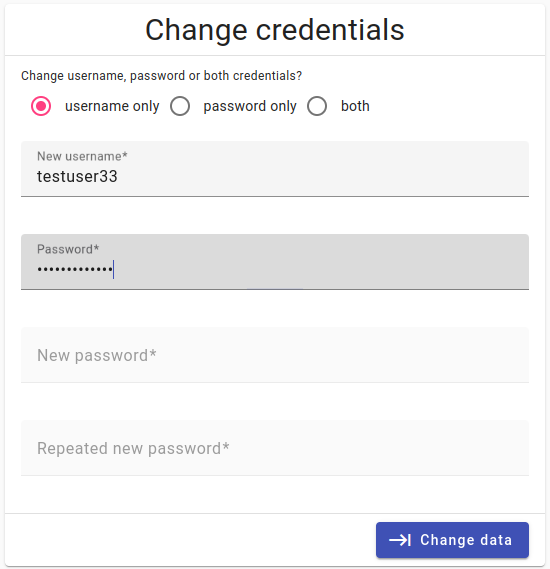 Change credentials
Change username, password or both credentials?
username only password only both
New username*
testuser33
Password*
•••••••••••••
New password*
Repeated new password*
Change data